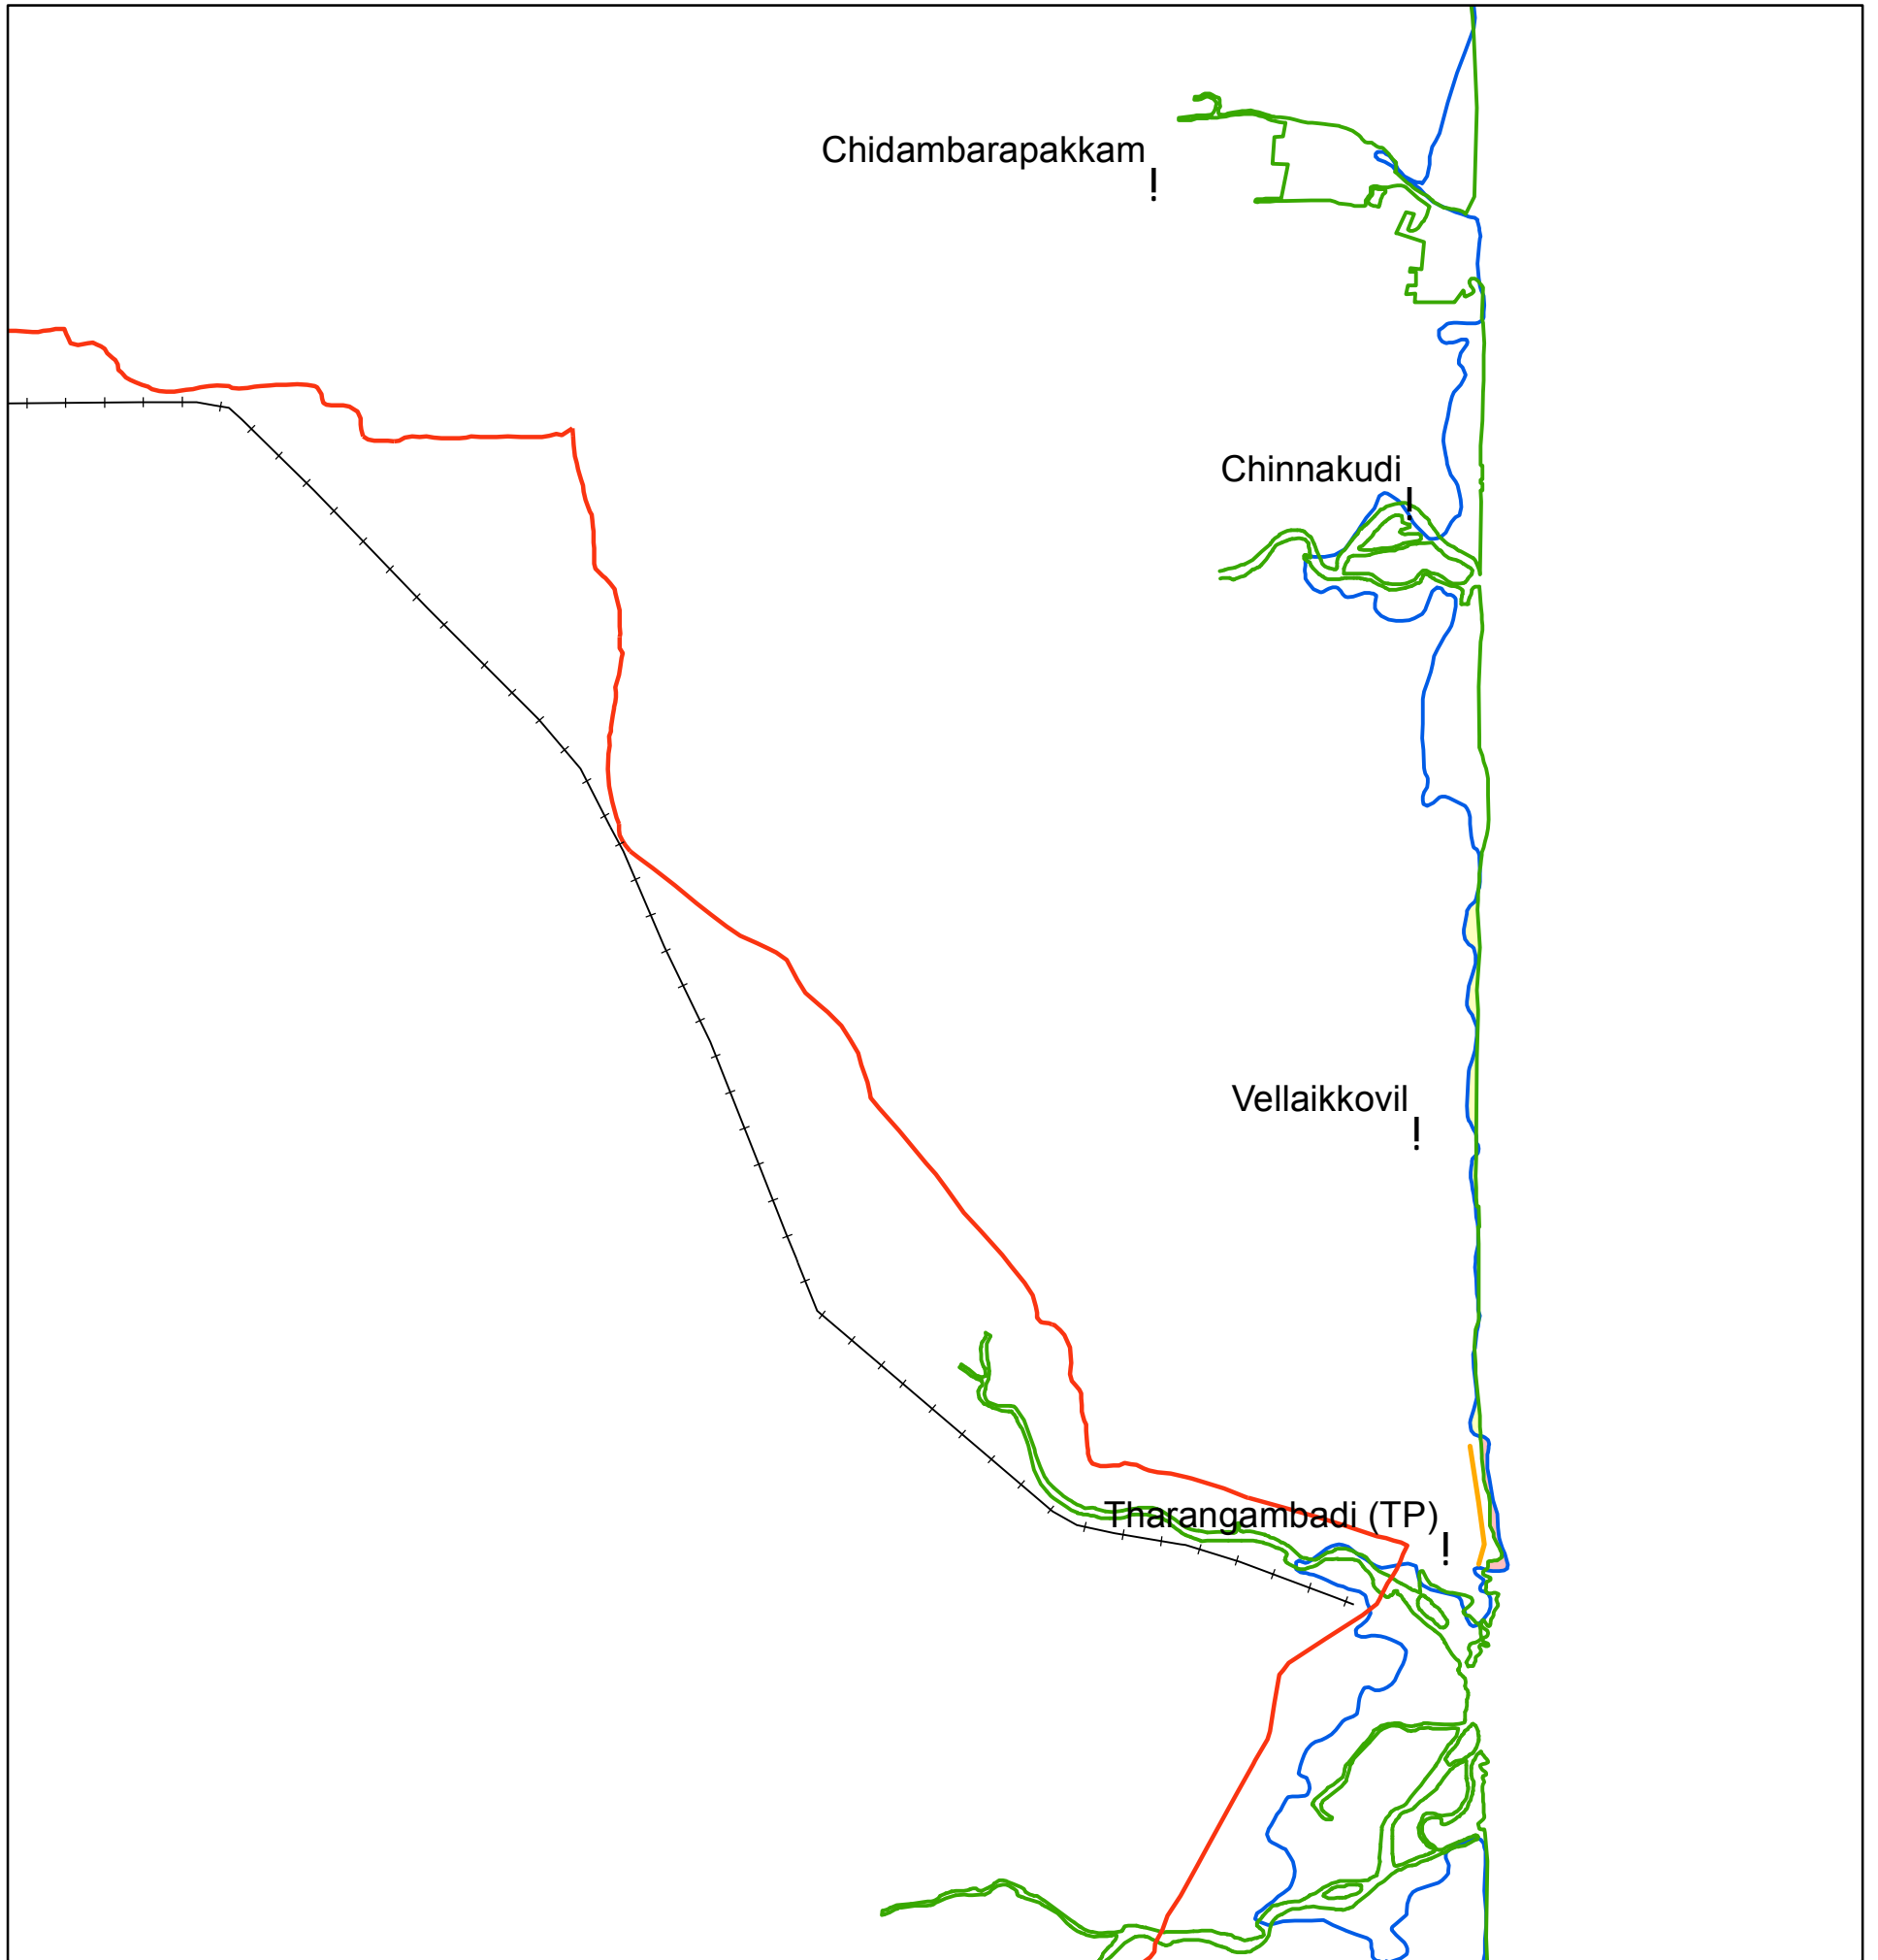 Chidambarapakkam
!
Chinnakudi
!
Vellaikkovil
!
Tharangambadi (TP)
!